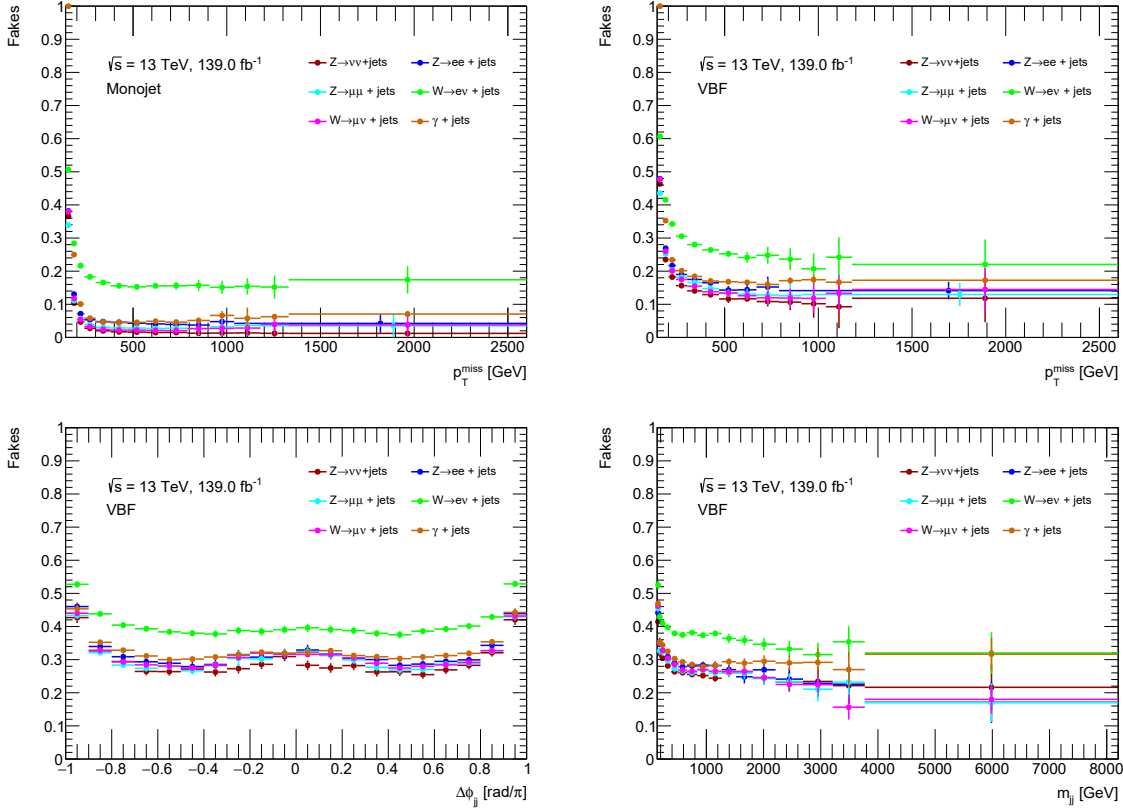 Fakes
1
0.9
0.8
0.7
0.6
0.5
0.4
0.3
0.2
0.1
0
√s = 13 TeV, 139.0 fb⁻¹
Monojet
Z→νν+jets
Z→ee + jets
Z→μμ + jets
W→eν + jets
W→μν + jets
γ + jets
500 1000 1500 2000 2500
p_T^miss [GeV]
Fakes
1
0.9
0.8
0.7
0.6
0.5
0.4
0.3
0.2
0.1
0
√s = 13 TeV, 139.0 fb⁻¹
VBF
Z→νν+jets
Z→ee + jets
Z→μμ + jets
W→eν + jets
W→μν + jets
γ + jets
500 1000 1500 2000 2500
p_T^miss [GeV]
Fakes
1
0.9
0.8
0.7
0.6
0.5
0.4
0.3
0.2
0.1
0
√s = 13 TeV, 139.0 fb⁻¹
VBF
Z→νν+jets
Z→ee + jets
Z→μμ + jets
W→eν + jets
W→μν + jets
γ + jets
−1 −0.8 −0.6 −0.4 −0.2 0 0.2 0.4 0.6 0.8 1
Δϕ_jj [rad/π]
Fakes
1
0.9
0.8
0.7
0.6
0.5
0.4
0.3
0.2
0.1
0
√s = 13 TeV, 139.0 fb⁻¹
VBF
Z→νν+jets
Z→ee + jets
Z→μμ + jets
W→eν + jets
W→μν + jets
γ + jets
1000 2000 3000 4000 5000 6000 7000 8000
m_jj [GeV]